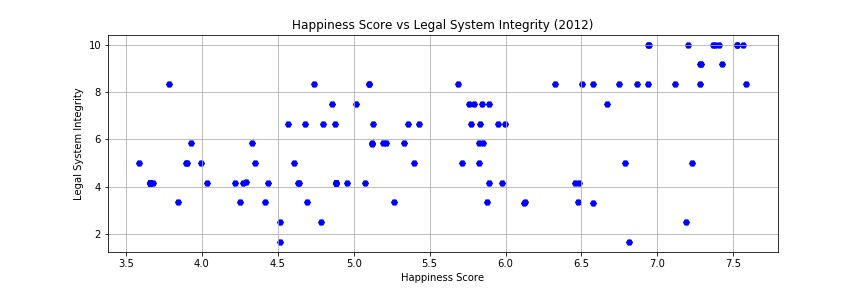 Happiness Score vs Legal System Integrity (2012)
Legal System Integrity
10
8
6
4
2
3.5 4.0 4.5 5.0 5.5 6.0 6.5 7.0 7.5
Happiness Score